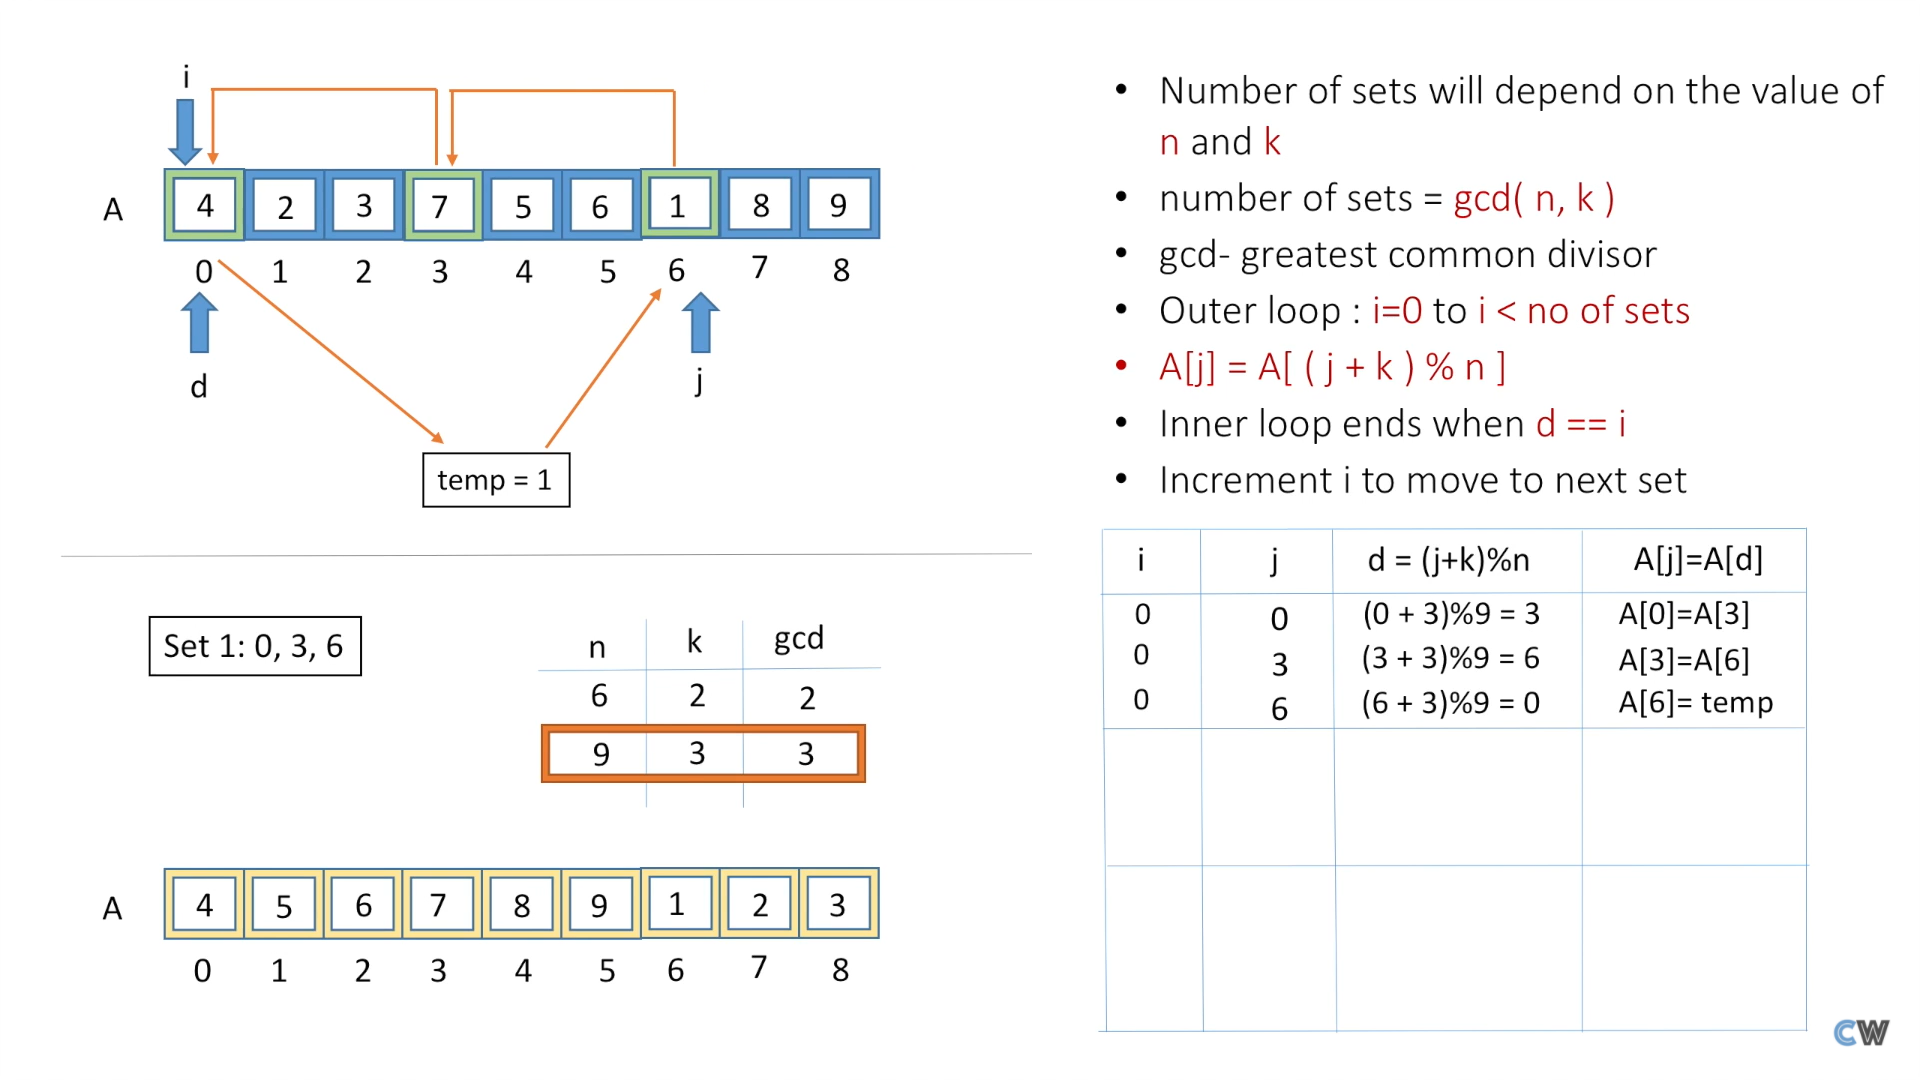 i
A
4 2 3 7 5 6 1 8 9
0 1 2 3 4 5 6 7 8
d
j
temp = 1
Set 1: 0, 3, 6
n k gcd
6 2 2
9 3 3
A
4 5 6 7 8 9 1 2 3
0 1 2 3 4 5 6 7 8
• Number of sets will depend on the value of
n and k
• number of sets = gcd( n, k )
• gcd- greatest common divisor
• Outer loop : i=0 to i < no of sets
• A[j] = A[ ( j + k ) % n ]
• Inner loop ends when d == i
• Increment i to move to next set
i j d = (j+k)%n A[j]=A[d]
0 0 (0 + 3)%9 = 3 A[0]=A[3]
0 3 (3 + 3)%9 = 6 A[3]=A[6]
0 6 (6 + 3)%9 = 0 A[6]= temp
CW